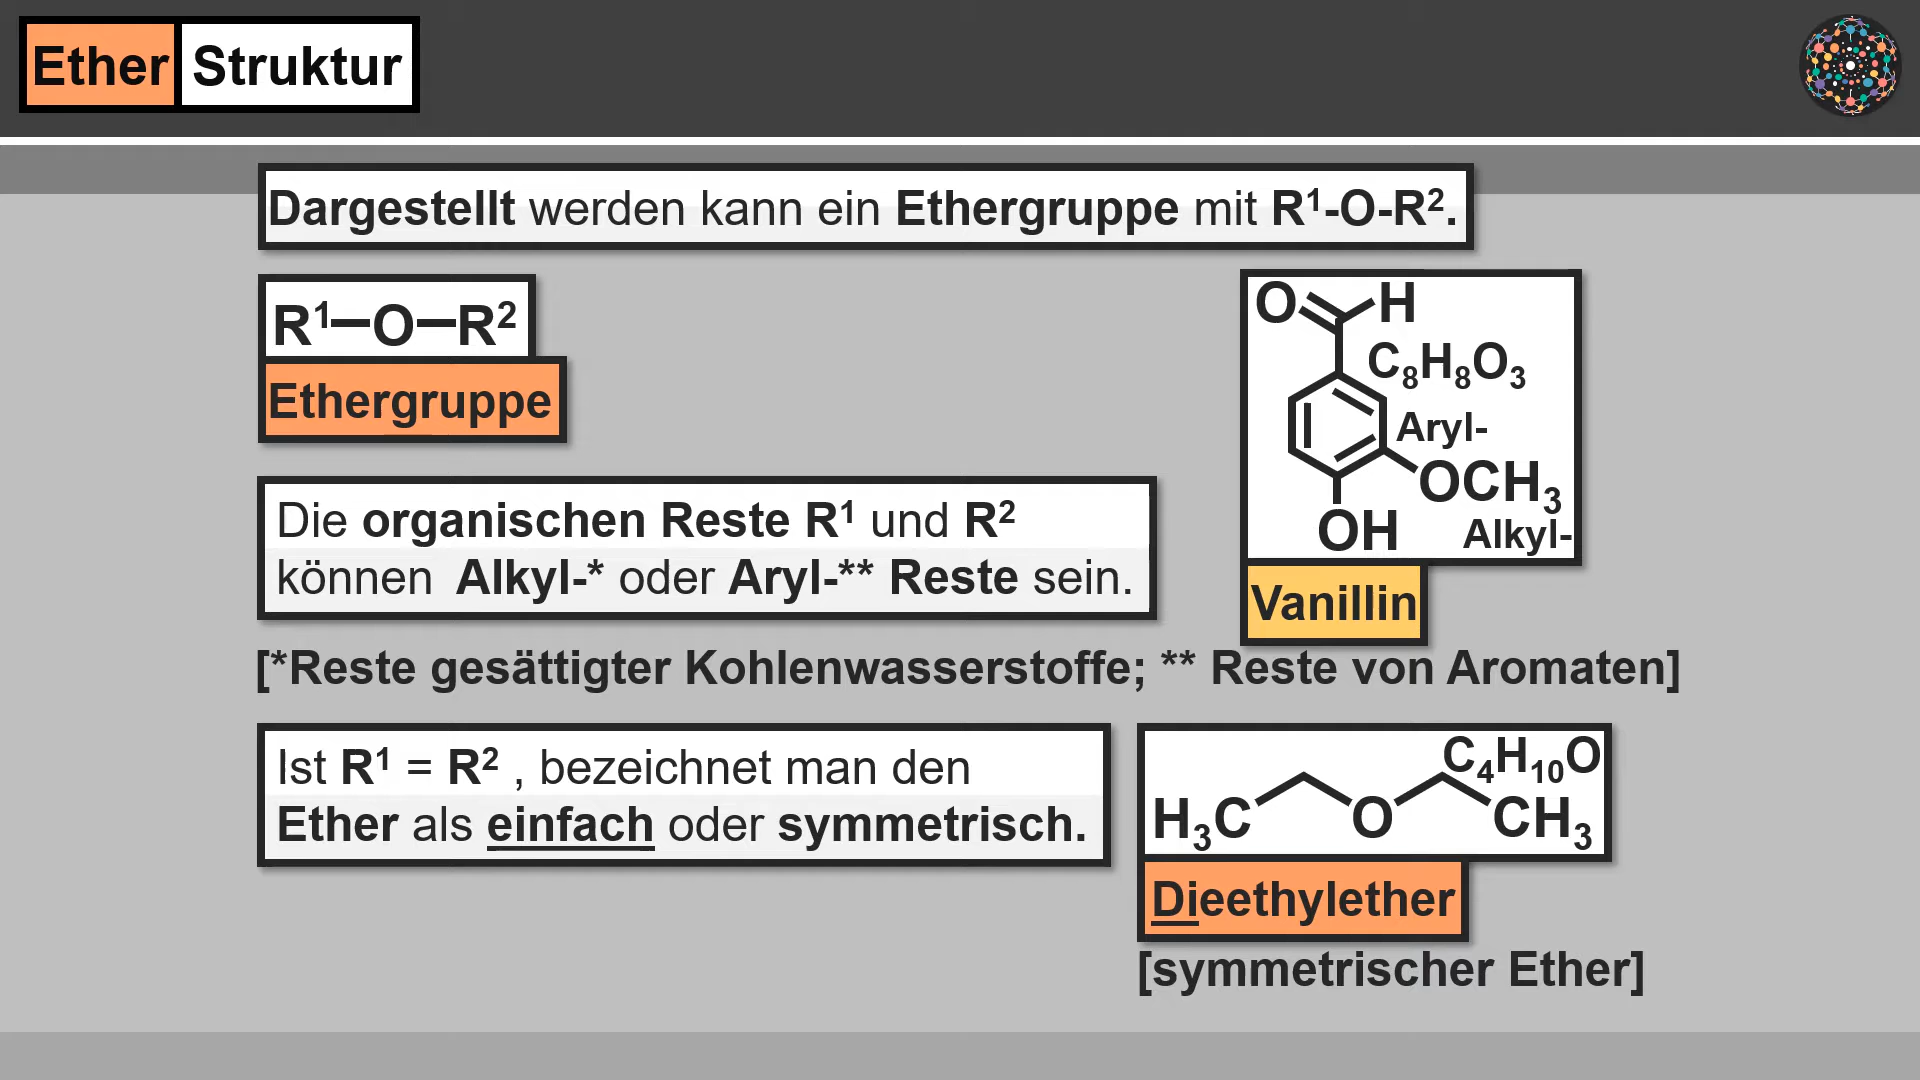 Ether Struktur
Dargestellt werden kann ein Ethergruppe mit R¹-O-R².
R¹—O—R²
Ethergruppe
O H
C₈H₈O₃
Aryl-
OCH₃
OH Alkyl-
Vanillin
Die organischen Reste R¹ und R²
können Alkyl-* oder Aryl-** Reste sein.
[*Reste gesättigter Kohlenwasserstoffe; ** Reste von Aromaten]
Ist R¹ = R² , bezeichnet man den
Ether als einfach oder symmetrisch.
C₄H₁₀O
H₃C O CH₃
Dieethylether
[symmetrischer Ether]